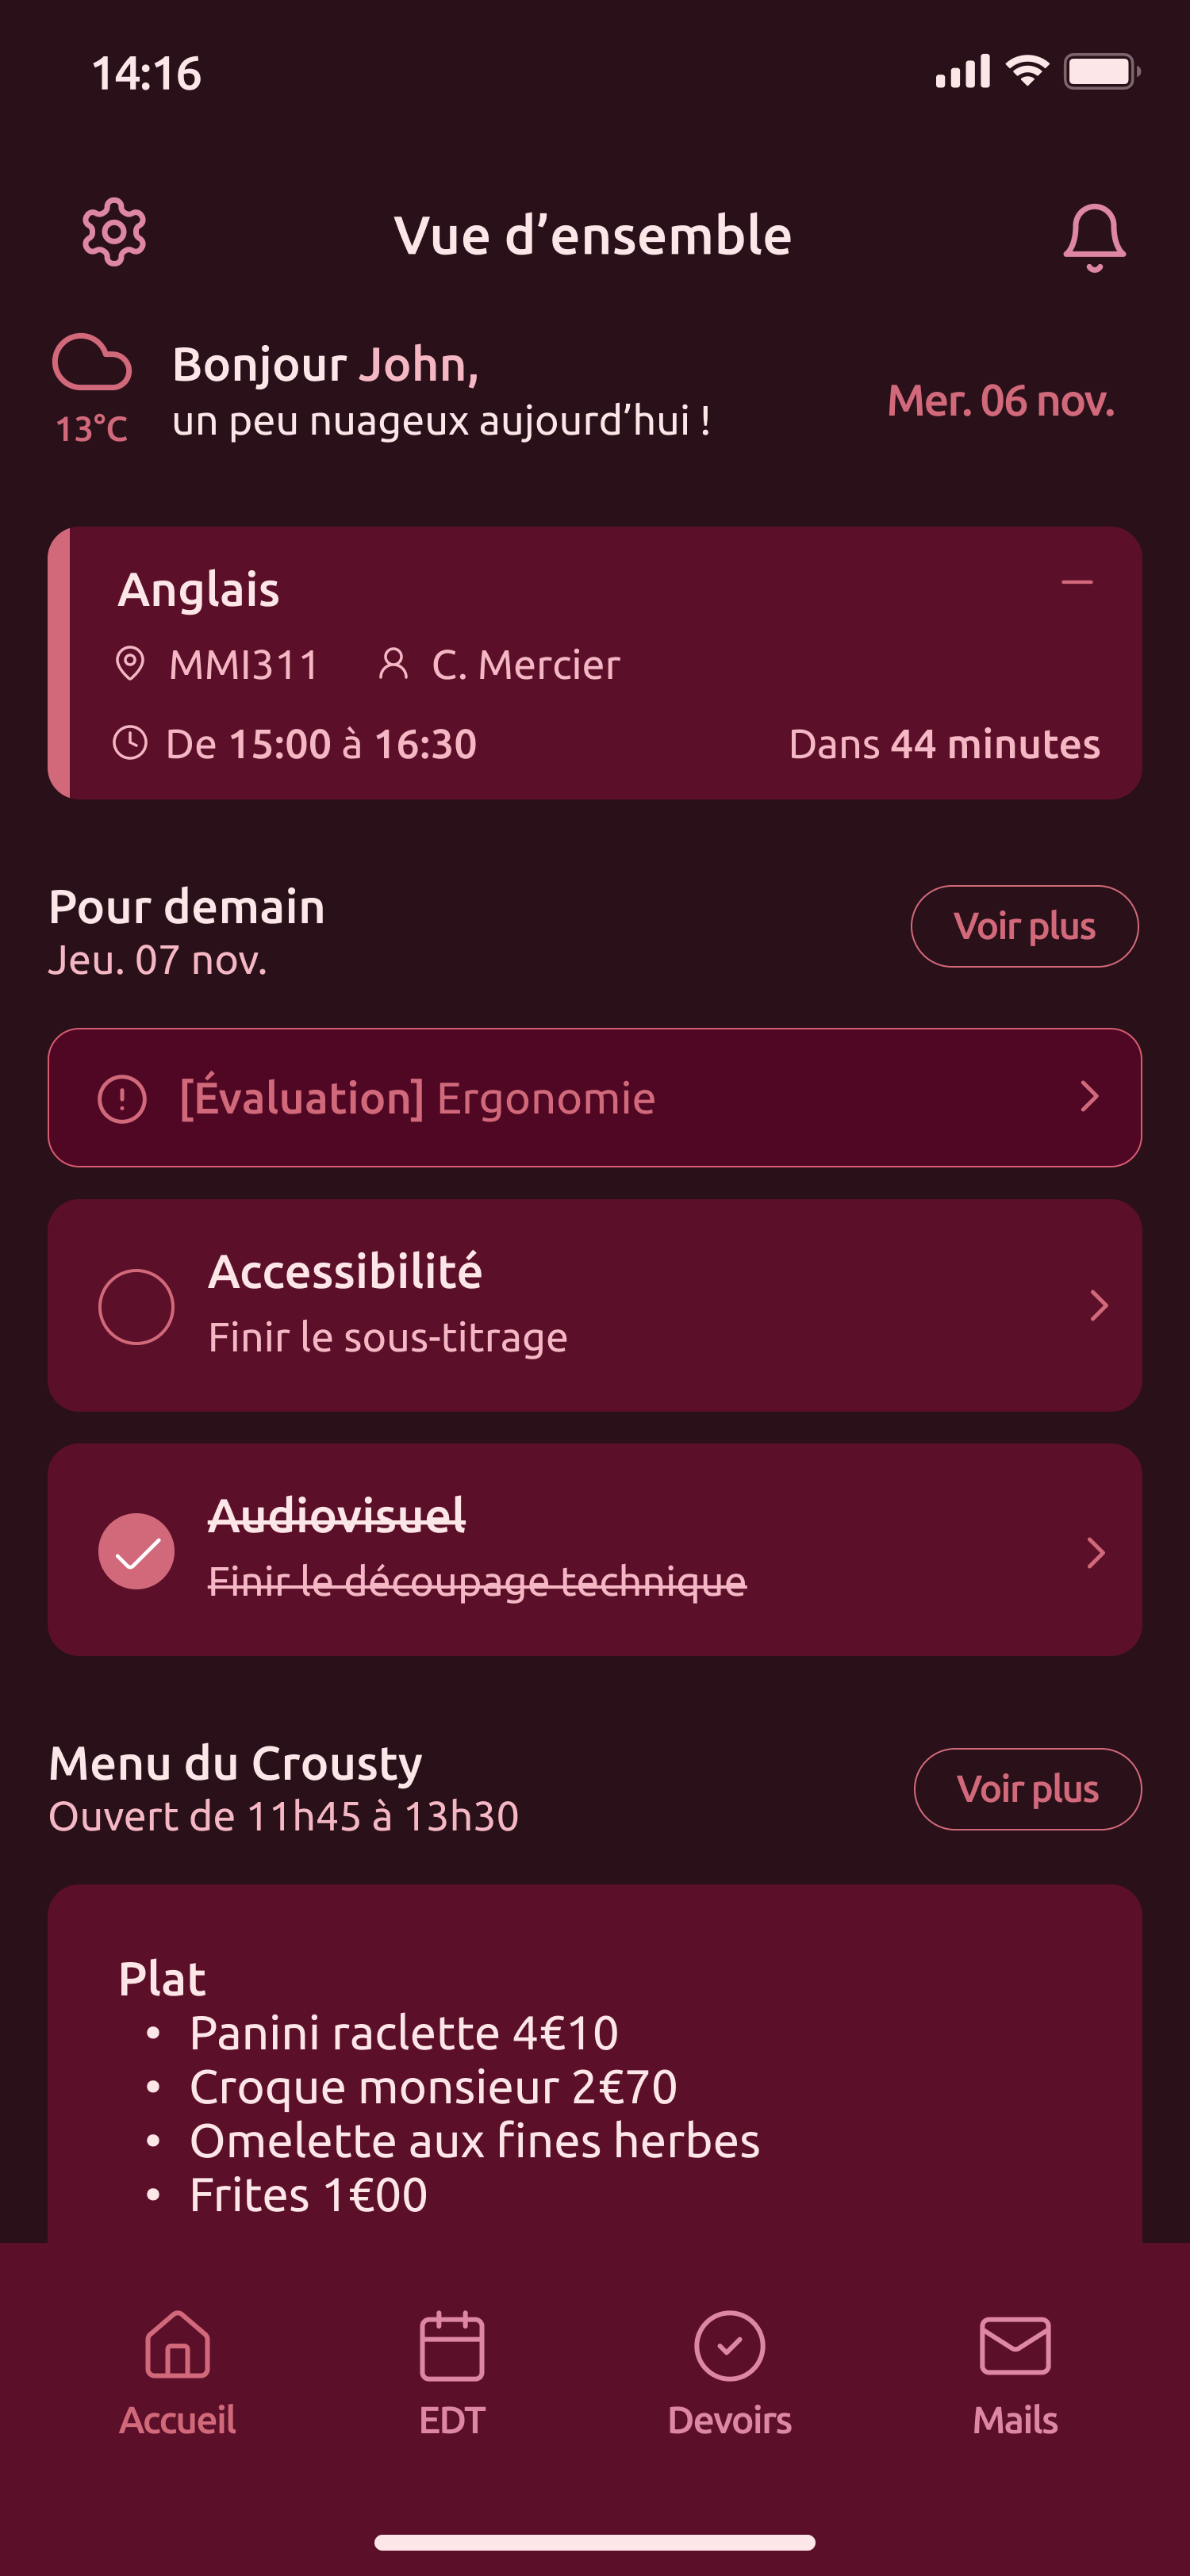 14:16
Vue d’ensemble
Bonjour John,
un peu nuageux aujourd’hui !
13°C
Mer. 06 nov.
Anglais
MMI311 C. Mercier
De 15:00 à 16:30 Dans 44 minutes
Pour demain
Jeu. 07 nov.
Voir plus
[Évaluation] Ergonomie
Accessibilité
Finir le sous-titrage
Audiovisuel
Finir le découpage technique
Menu du Crousty
Ouvert de 11h45 à 13h30
Voir plus
Plat
• Panini raclette 4€10
• Croque monsieur 2€70
• Omelette aux fines herbes
• Frites 1€00
Accueil EDT Devoirs Mails